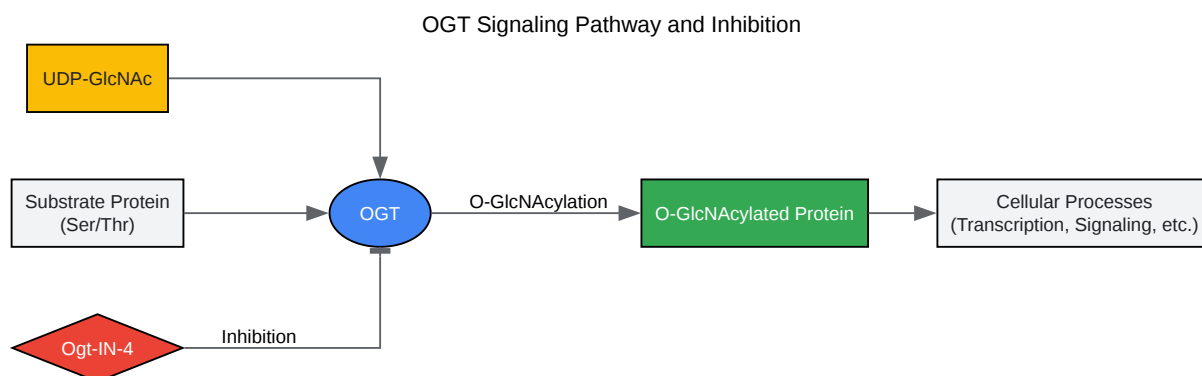 OGT Signaling Pathway and Inhibition
UDP-GlcNAc
Substrate Protein
(Ser/Thr)
OGT
O-GlcNAcylation
O-GlcNAcylated Protein
Cellular Processes
(Transcription, Signaling, etc.)
Ogt-IN-4
Inhibition